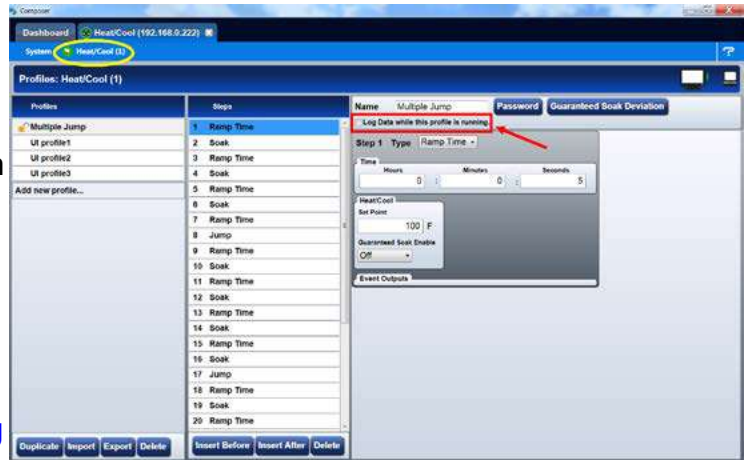 Composer
Dashboard Heat/Cool (192.168.0.222)
System Heat/Cool (1) ?
Profiles: Heat/Cool (1)
Profiles
Multiple Jump
UI profile1
UI profile2
UI profile3
Add new profile...
Duplicate Import Export Delete
Steps
1 Ramp Time
2 Soak
3 Ramp Time
4 Soak
5 Ramp Time
6 Soak
7 Ramp Time
8 Jump
9 Ramp Time
10 Soak
11 Ramp Time
12 Soak
13 Ramp Time
14 Soak
15 Ramp Time
16 Soak
17 Jump
18 Ramp Time
19 Soak
20 Ramp Time
Insert Before Insert After Delete
Name Multiple Jump Password Guaranteed Soak Deviation
Log Data while this profile is running.
Step 1 Type Ramp Time
Time
Hours Minutes Seconds
0 : 0 : 5
Heat/Cool
Set Point
100 F
Guaranteed Soak Enable
Off
Event Outputs